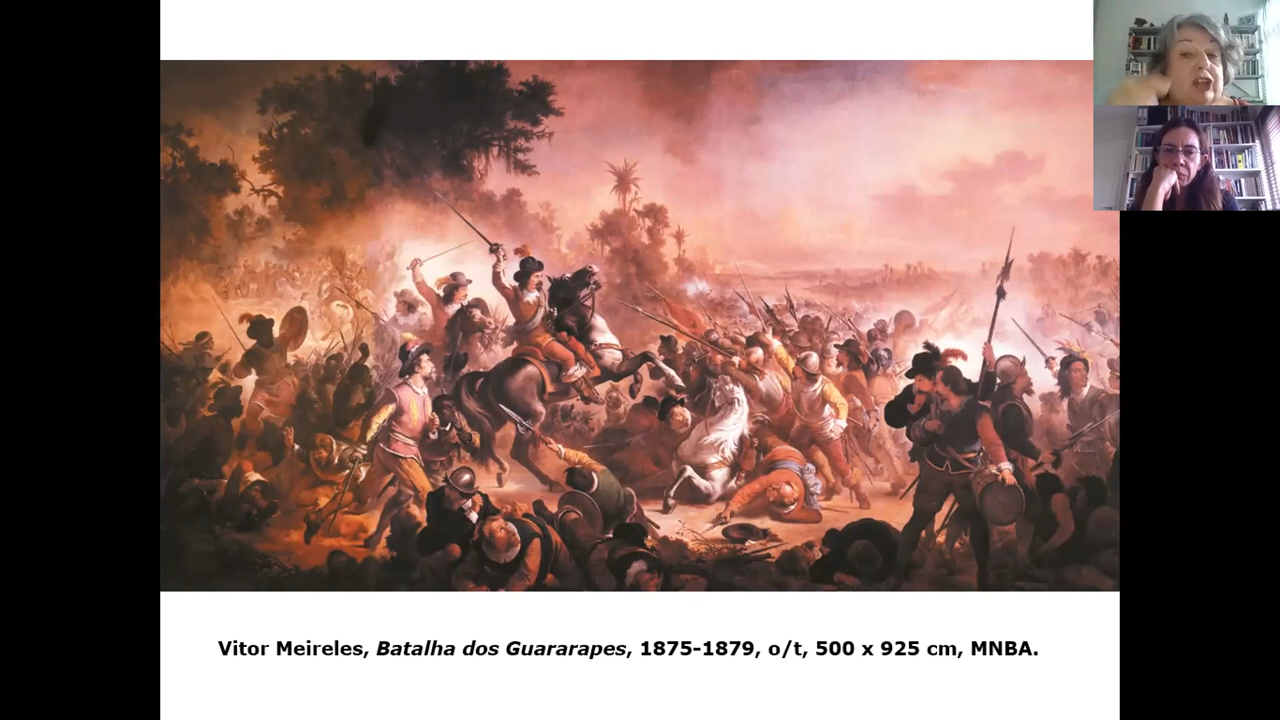 Vitor Meireles, Batalha dos Guararapes, 1875-1879, o/t, 500 x 925 cm, MNBA.